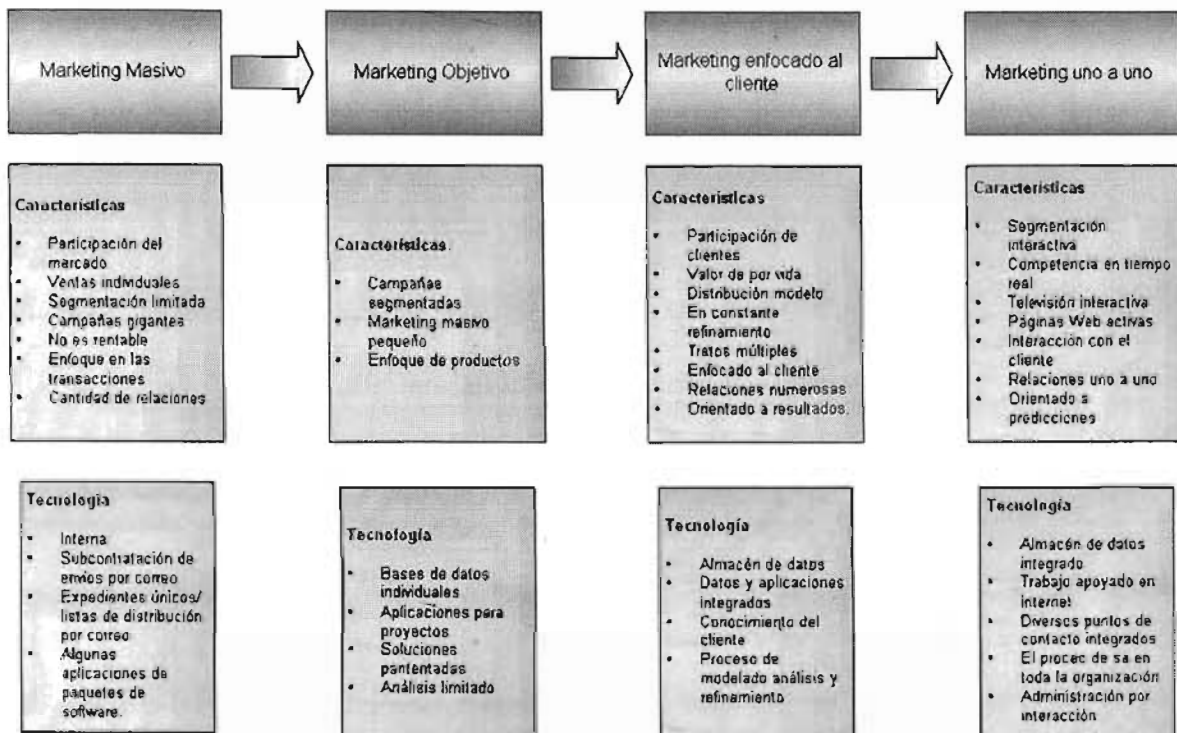 Marketing Masivo
Marketing Objetivo
Marketing enfocado al
cliente
Marketing uno a uno
Características
• Participación del
mercado
• Ventas individuales
• Segmentación limitada
• Campañas gigantes
• No es rentable
• Enfoque en las
transacciones
• Cantidad de relaciones
Características.
• Campañas
segmentadas
• Marketing masivo
pequeño
• Enfoque de productos
Características
• Participación de
clientes
• Valor de por vida
• Distribución modelo
• En constante
refinamiento
• Tratos múltiples
• Enfocado al cliente
• Relaciones numerosas
• Orientado a resultados.
Características
• Segmentación
interactiva
• Competencia en tiempo
real
• Televisión interactiva
• Páginas Web activas
• Interacción con el
cliente
• Relaciones uno a uno
• Orientado a
predicciones
Tecnología
• Interna
• Subcontratación de
envíos por correo
• Expedientes únicos/
listas de distribución
por correo
• Algunas
aplicaciones de
paquetes de
software.
Tecnología
• Bases de datos
individuales
• Aplicaciones para
proyectos
• Soluciones
pantentadas
• Análisis limitado
Tecnología
• Almacén de datos
• Datos y aplicaciones
integrados
• Conocimiento del
cliente
• Proceso de
modelado análisis y
refinamiento
Tecnología
• Almacén de datos
integrado
• Trabajo apoyado en
internet
• Diversos puntos de
contacto integrados
• El procec de sa en
toda la organización
• Administración por
interacción